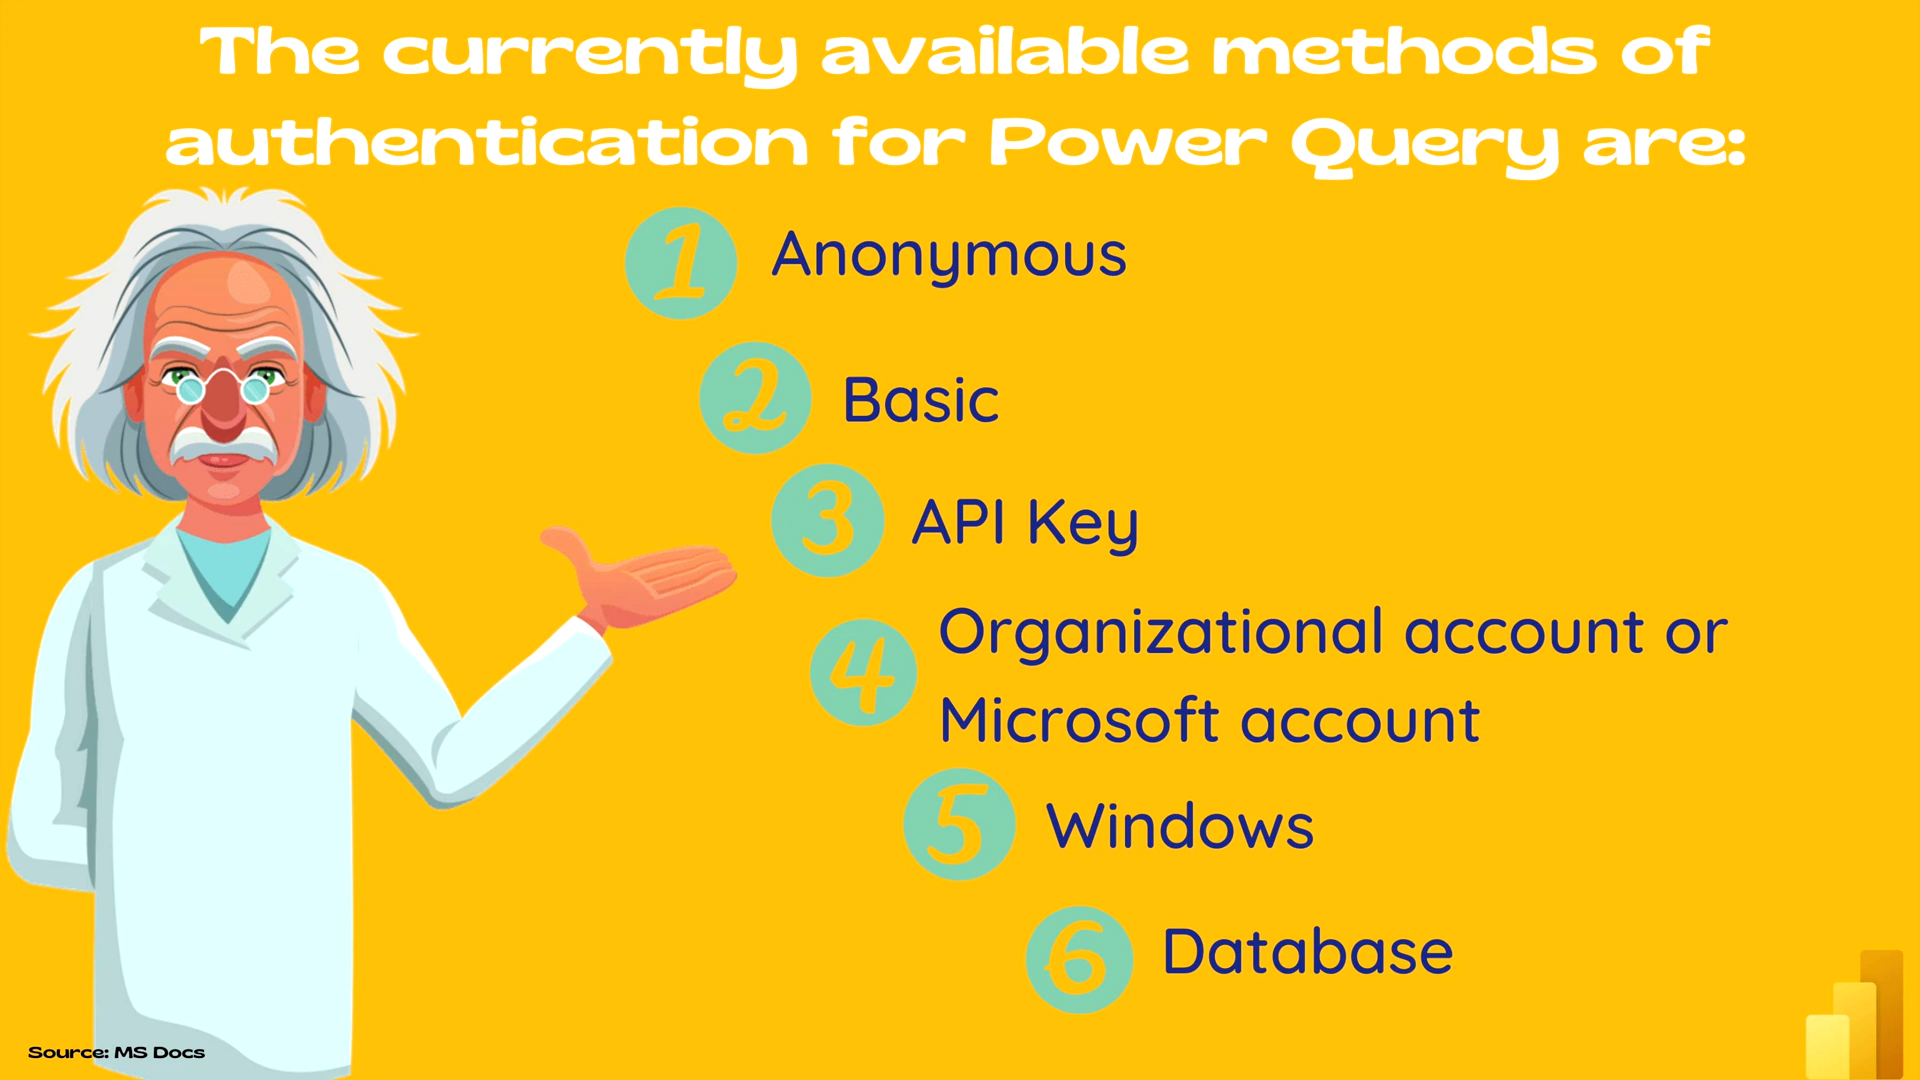 The currently available methods of
authentication for Power Query are:
1 Anonymous
2 Basic
3 API Key
4 Organizational account or
Microsoft account
5 Windows
6 Database
Source: MS Docs